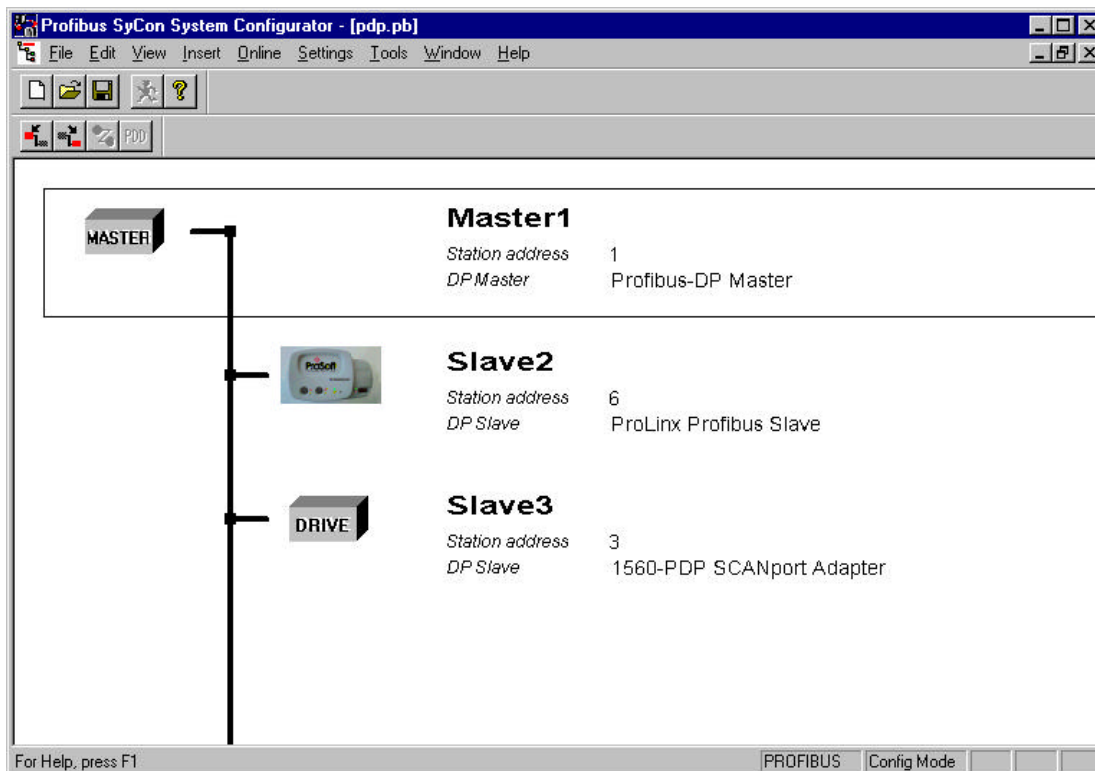 Profibus SyCon System Configurator - [pdp.pb]
File Edit View Insert Online Settings Tools Window Help
PDD
MASTER
Master1
Station address 1
DP Master Profibus-DP Master
ProSoft
Slave2
Station address 6
DP Slave ProLinx Profibus Slave
DRIVE
Slave3
Station address 3
DP Slave 1560-PDP SCANport Adapter
For Help, press F1 PROFIBUS Config Mode